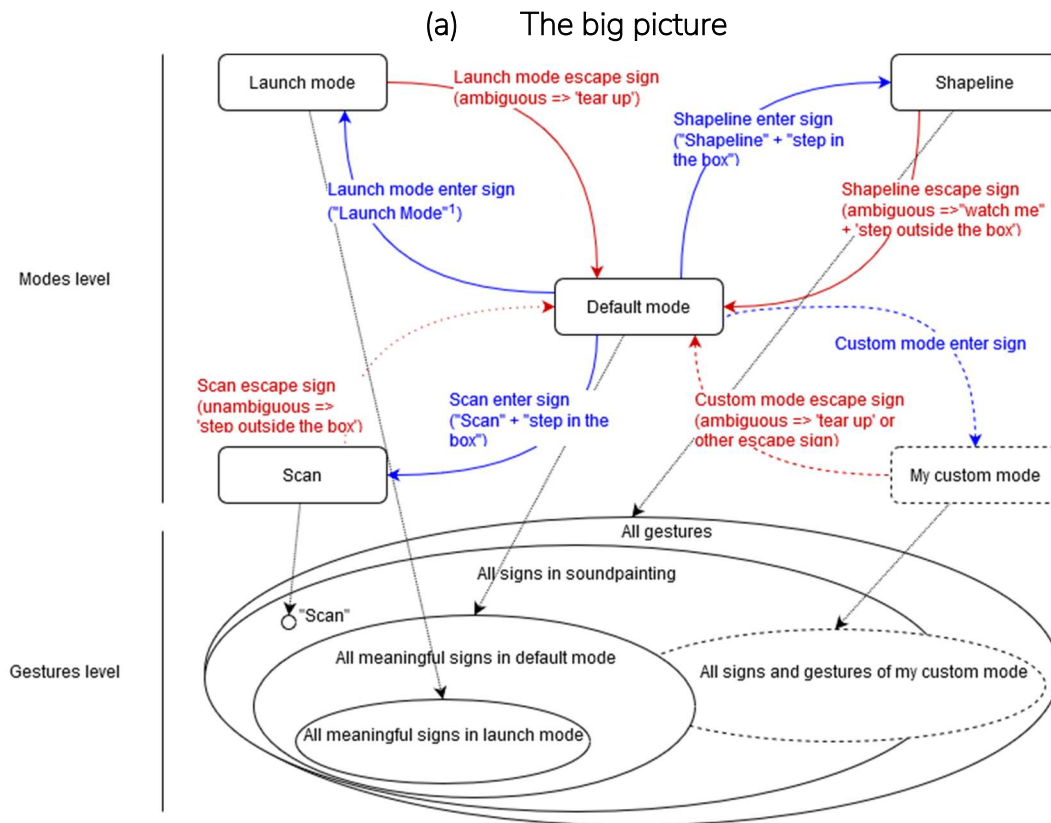 (a) The big picture
Launch mode
Launch mode escape sign
(ambiguous => 'tear up')
Shapeline
Shapeline enter sign
("Shapeline" + "step in
the box")
Launch mode enter sign
("Launch Mode"¹)
Shapeline escape sign
(ambiguous =>"watch me"
+ 'step outside the box')
Modes level
Default mode
Custom mode enter sign
Scan escape sign
(unambiguous =>
'step outside the box')
Scan enter sign
("Scan" + "step in the
box")
Custom mode escape sign
(ambiguous => 'tear up' or
other escape sign)
Scan
My custom mode
All gestures
All signs in soundpainting
"Scan"
All meaningful signs in default mode
Gestures level
All signs and gestures of my custom mode
All meaningful signs in launch mode